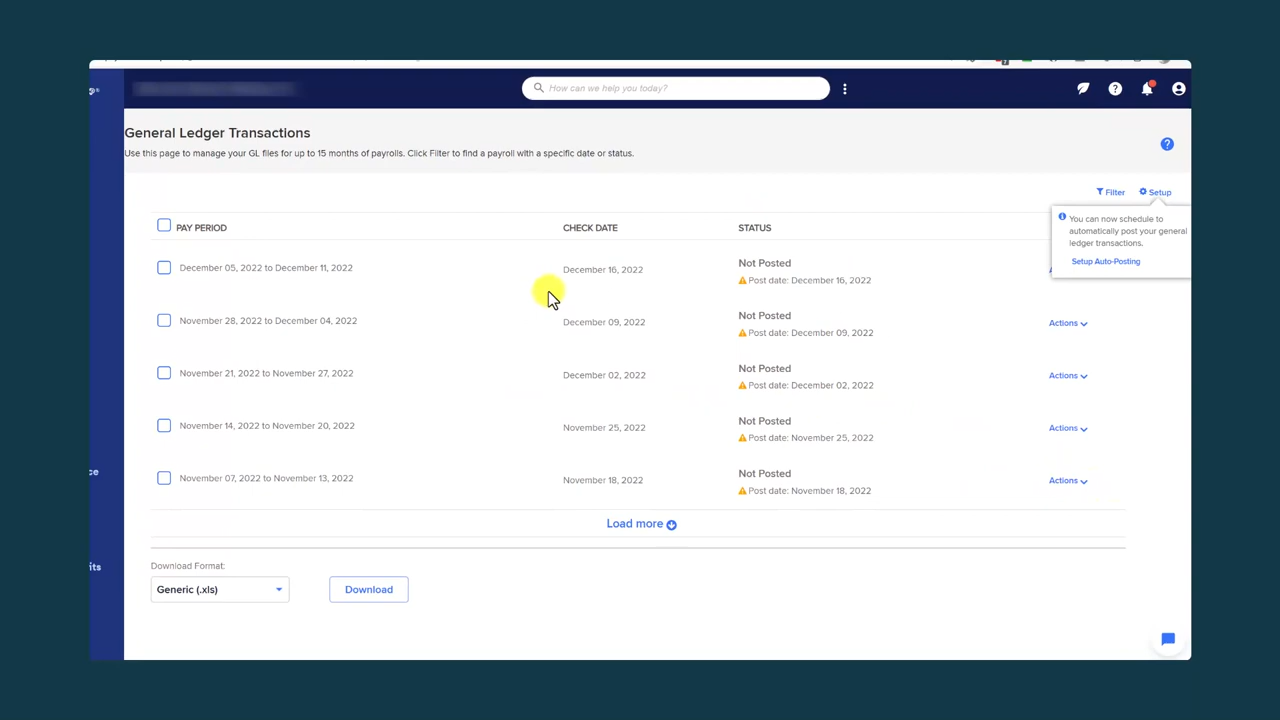 How can we help you today?
General Ledger Transactions
Use this page to manage your GL files for up to 15 months of payrolls. Click Filter to find a payroll with a specific date or status.
Filter
Setup
You can now schedule to
automatically post your general
ledger transactions.
Setup Auto-Posting
PAY PERIOD
CHECK DATE
STATUS
December 05, 2022 to December 11, 2022
December 16, 2022
Not Posted
Post date: December 16, 2022
November 28, 2022 to December 04, 2022
December 09, 2022
Not Posted
Post date: December 09, 2022
Actions
November 21, 2022 to November 27, 2022
December 02, 2022
Not Posted
Post date: December 02, 2022
Actions
November 14, 2022 to November 20, 2022
November 25, 2022
Not Posted
Post date: November 25, 2022
Actions
November 07, 2022 to November 13, 2022
November 18, 2022
Not Posted
Post date: November 18, 2022
Actions
Load more
ce
its
Download Format:
Generic (.xls)
Download